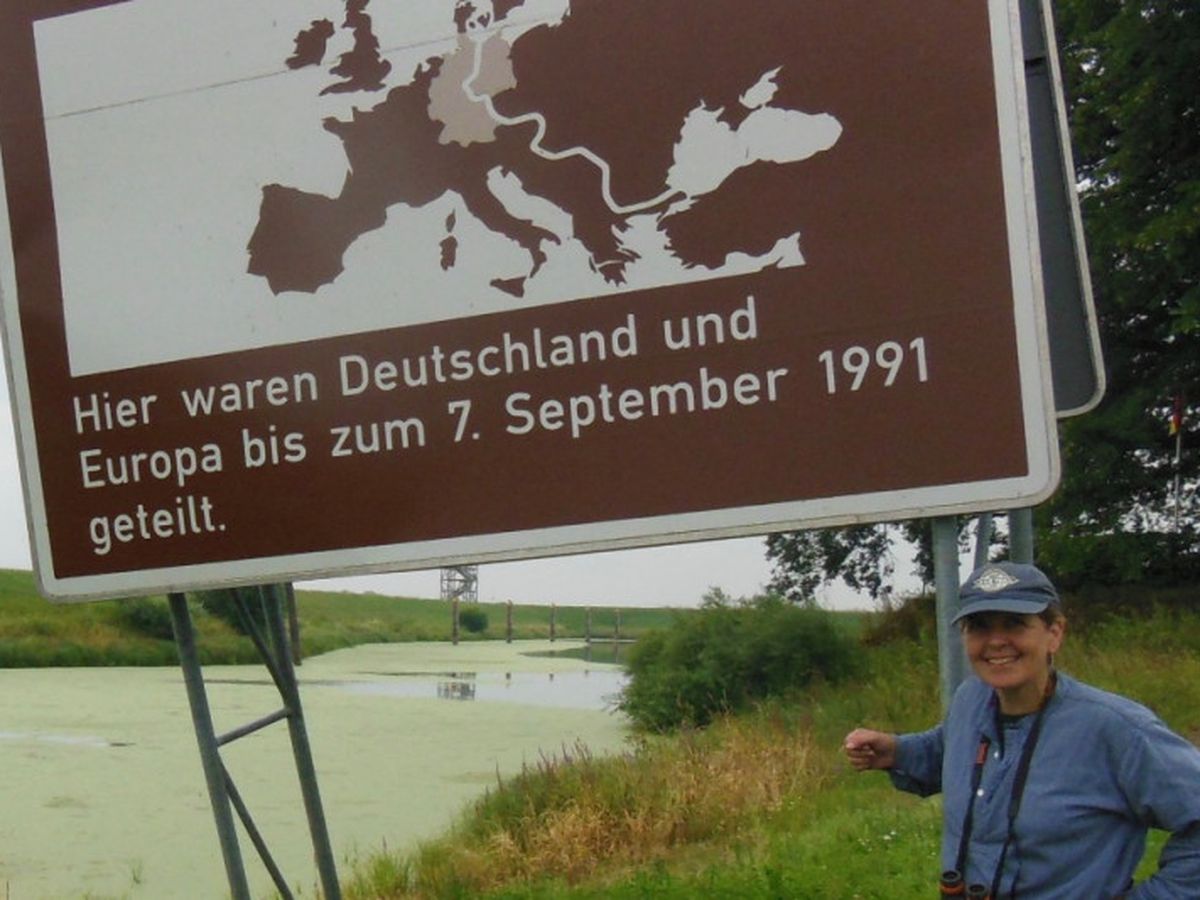 Hier waren Deutschland und
Europa bis zum 7. September 1991
geteilt.